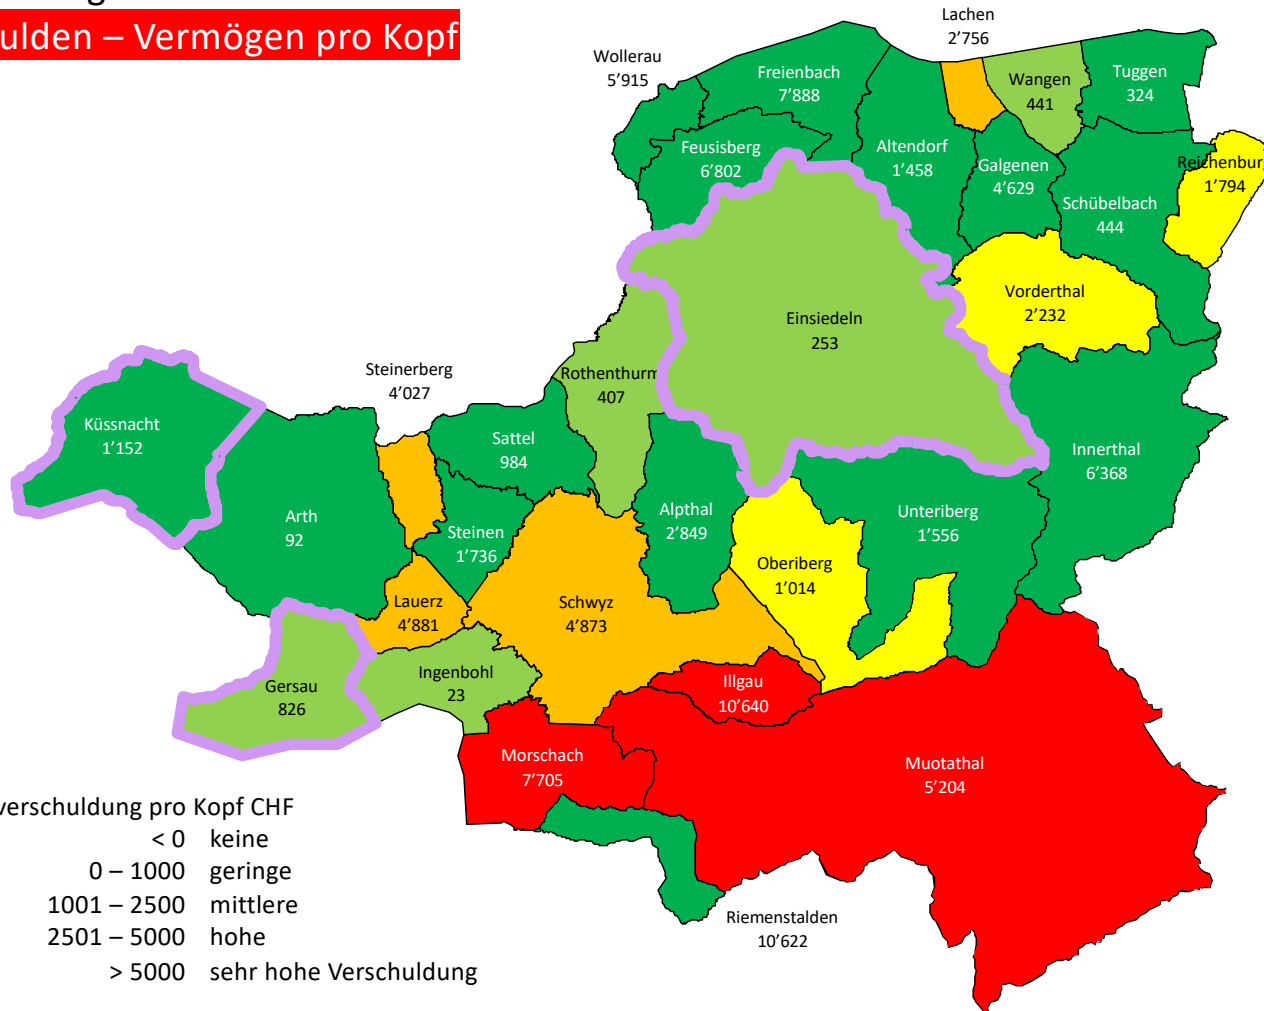 ulden – Vermögen pro Kopf
Lachen
2’756
Wollerau
5’915
Freienbach
7’888
Wangen
441
Tuggen
324
Feusisberg
6’802
Altendorf
1’458
Galgenen
4’629
Reichenburg
1’794
Schübelbach
444
Vorderthal
2’232
Einsiedeln
253
Steinerberg
4’027
Rothenthurm
407
Küssnacht
1’152
Sattel
984
Innerthal
6’368
Arth
92
Steinen
1’736
Alpthal
2’849
Unteriberg
1’556
Oberiberg
1’014
Lauerz
4’881
Schwyz
4’873
Gersau
826
Ingenbohl
23
Illgau
10’640
Morschach
7’705
Muotathal
5’204
verschuldung pro Kopf CHF
< 0 keine
0 – 1000 geringe
1001 – 2500 mittlere
2501 – 5000 hohe
> 5000 sehr hohe Verschuldung
Riemenstalden
10’622